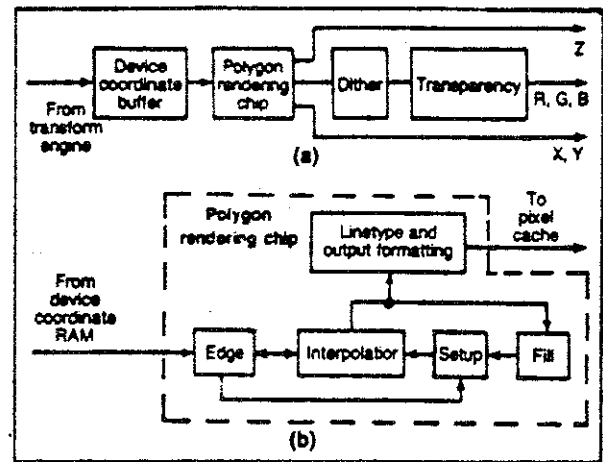 Device
coordinate
buffer
Polygon
rendering
chip
Dither
Transparency
Z
R, G, B
X, Y
From
transform
engine
(a)
Polygon
rendering chip
Linetype and
output formatting
To
pixel
cache
From
device
coordinate
RAM
Edge
Interpolator
Setup
Fill
(b)